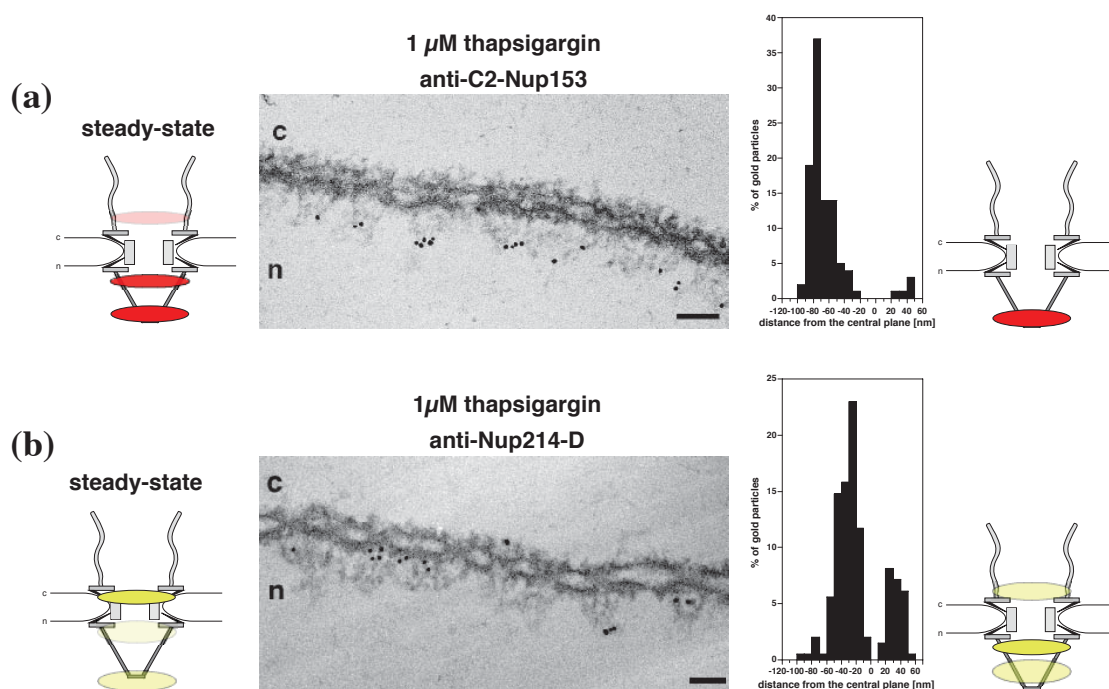 (a)
steady-state
c
n
1 µM thapsigargin
anti-C2-Nup153
c
n
% of gold particles
40
35
30
25
20
15
10
5
0
-120-100 -80 -60 -40 -20 0 20 40 60
distance from the central plane [nm]
c
n
(b)
steady-state
c
n
1µM thapsigargin
anti-Nup214-D
c
n
% of gold particles
25
20
15
10
5
0
-120-100 -80 -60 -40 -20 0 20 40 60
distance from the central plane [nm]
c
n